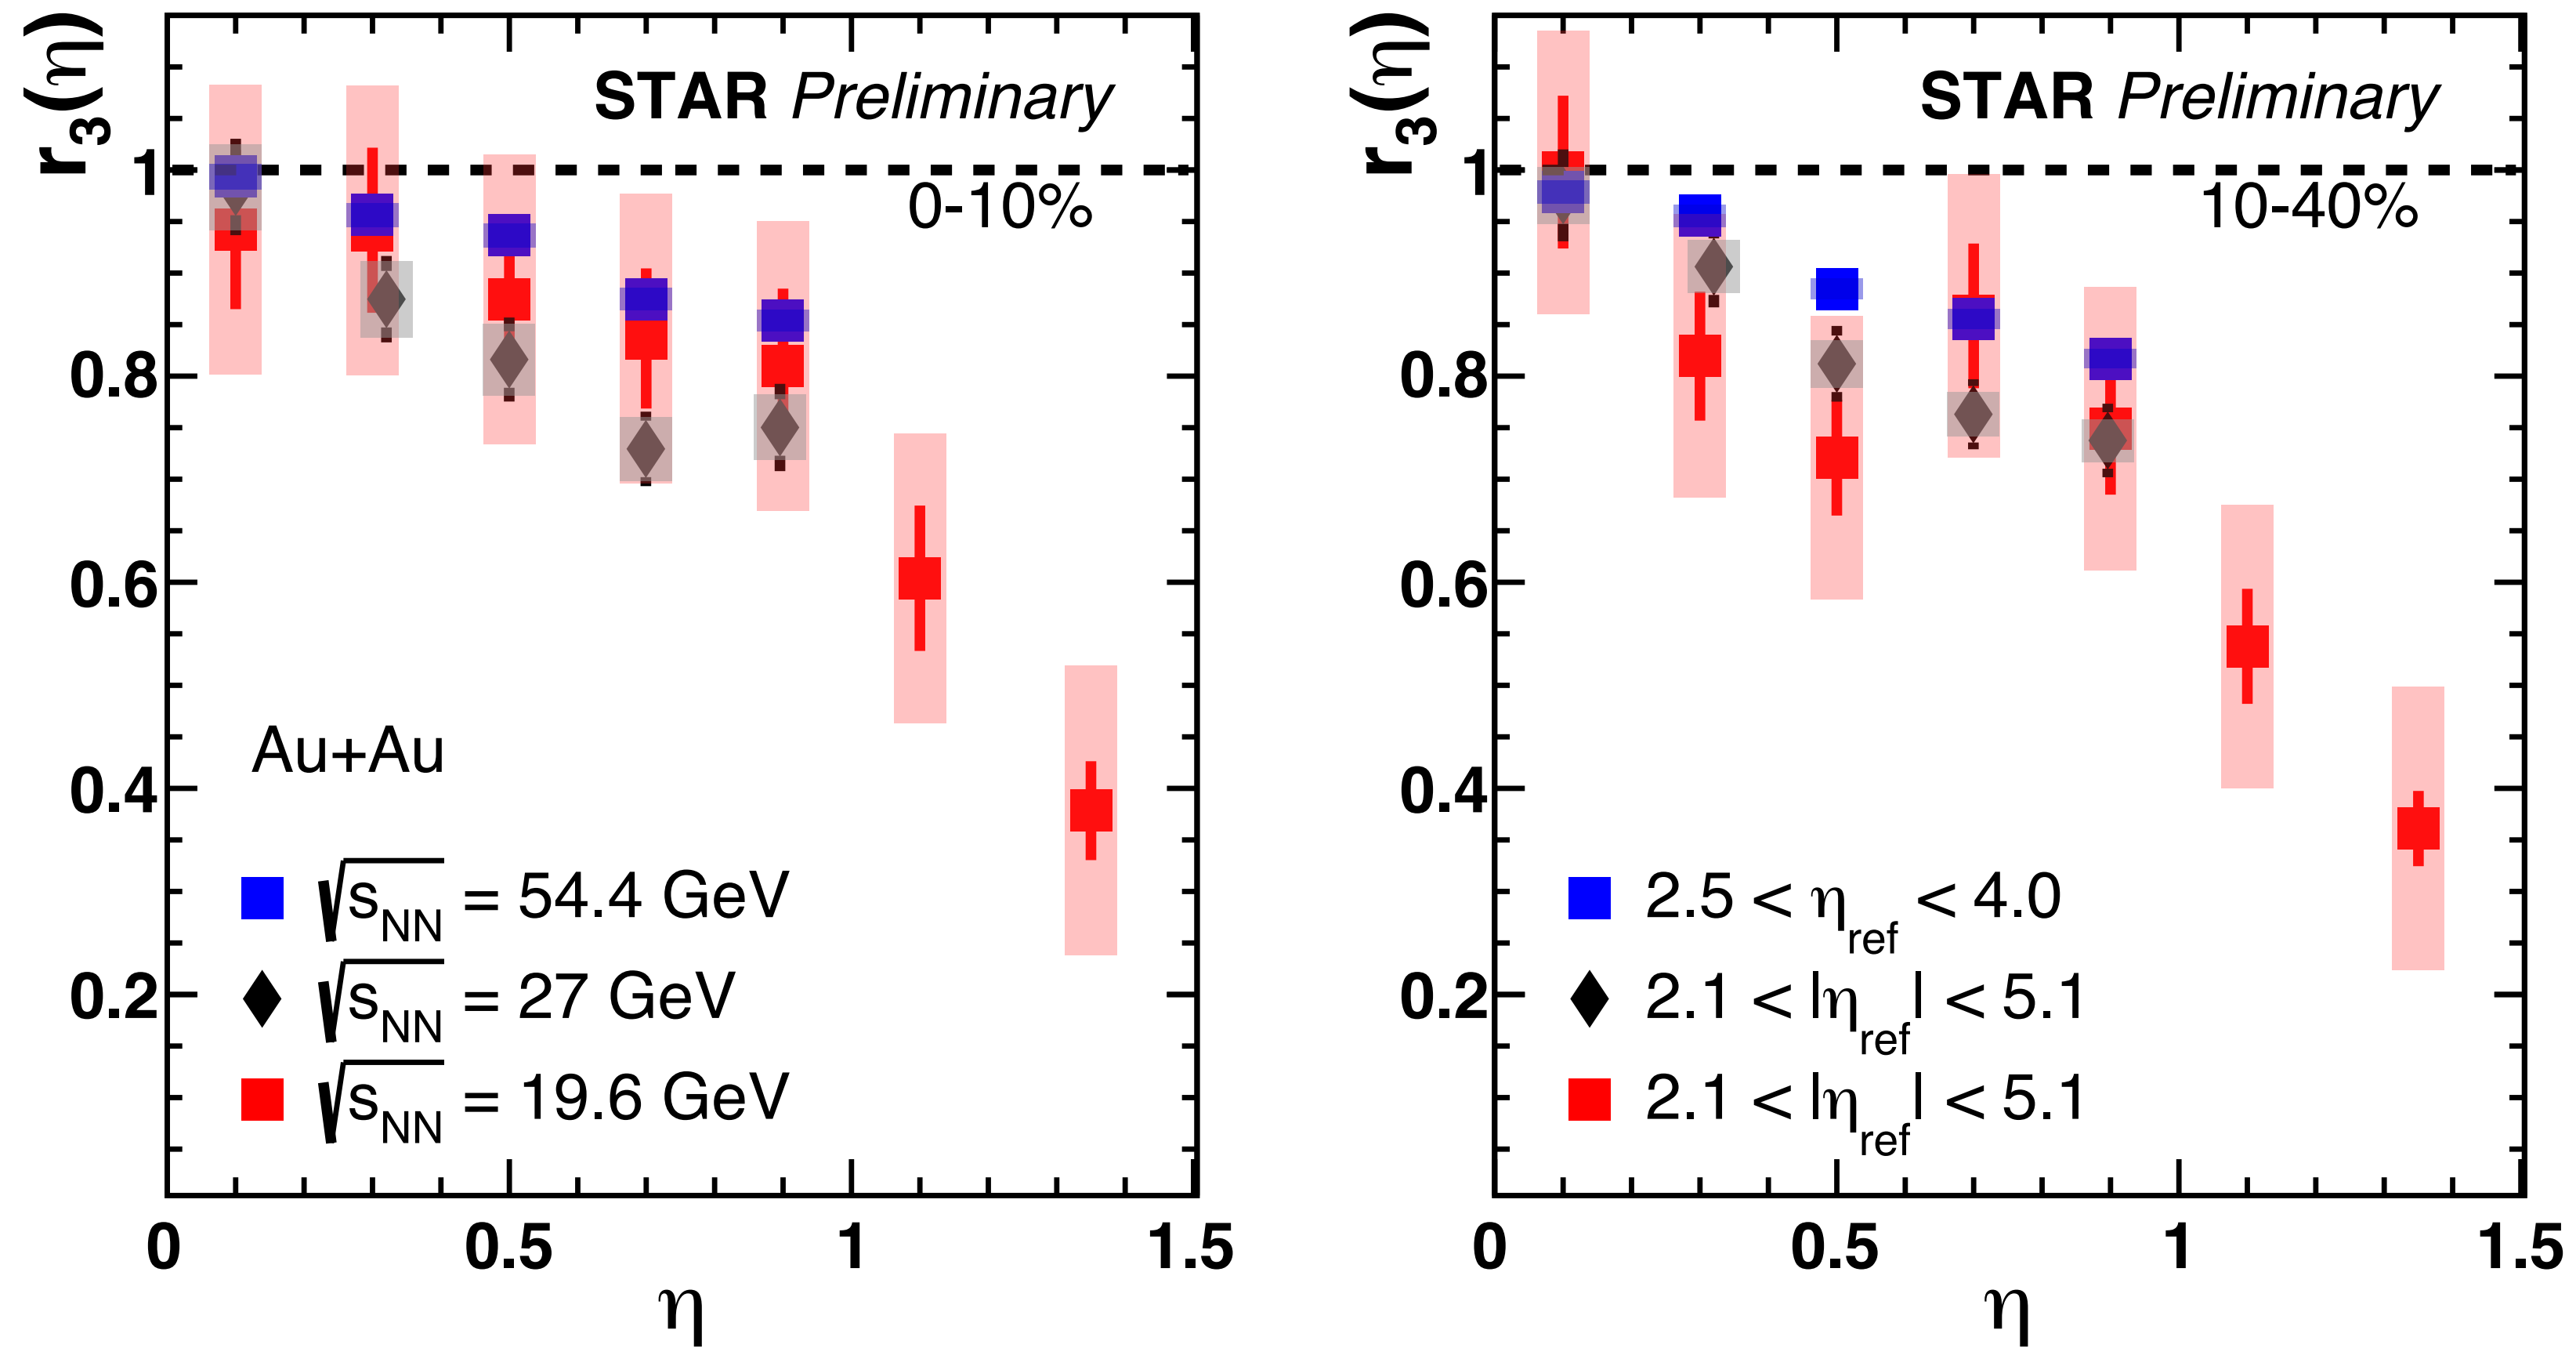 r3(η)
STAR Preliminary
0-10%
1
0.8
0.6
0.4
0.2
Au+Au
√sNN = 54.4 GeV
√sNN = 27 GeV
√sNN = 19.6 GeV
0 0.5 1 1.5
η
r3(η)
STAR Preliminary
10-40%
1
0.8
0.6
0.4
0.2
2.5 < ηref < 4.0
2.1 < |ηref| < 5.1
2.1 < |ηref| < 5.1
0 0.5 1 1.5
η